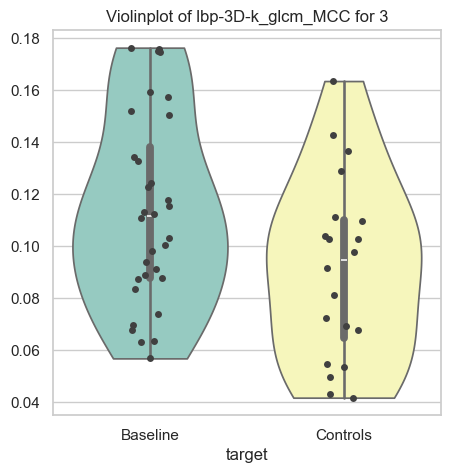 Violinplot of lbp-3D-k_glcm_MCC for 3
0.18
0.16
0.14
0.12
0.10
0.08
0.06
0.04
Baseline
Controls
target